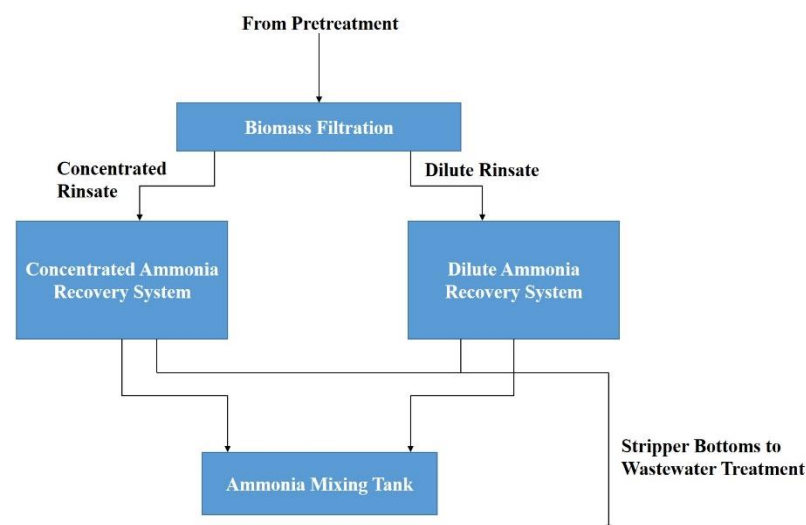 From Pretreatment
Biomass Filtration
Concentrated
Rinsate
Dilute Rinsate
Concentrated Ammonia
Recovery System
Dilute Ammonia
Recovery System
Stripper Bottoms to
Wastewater Treatment
Ammonia Mixing Tank